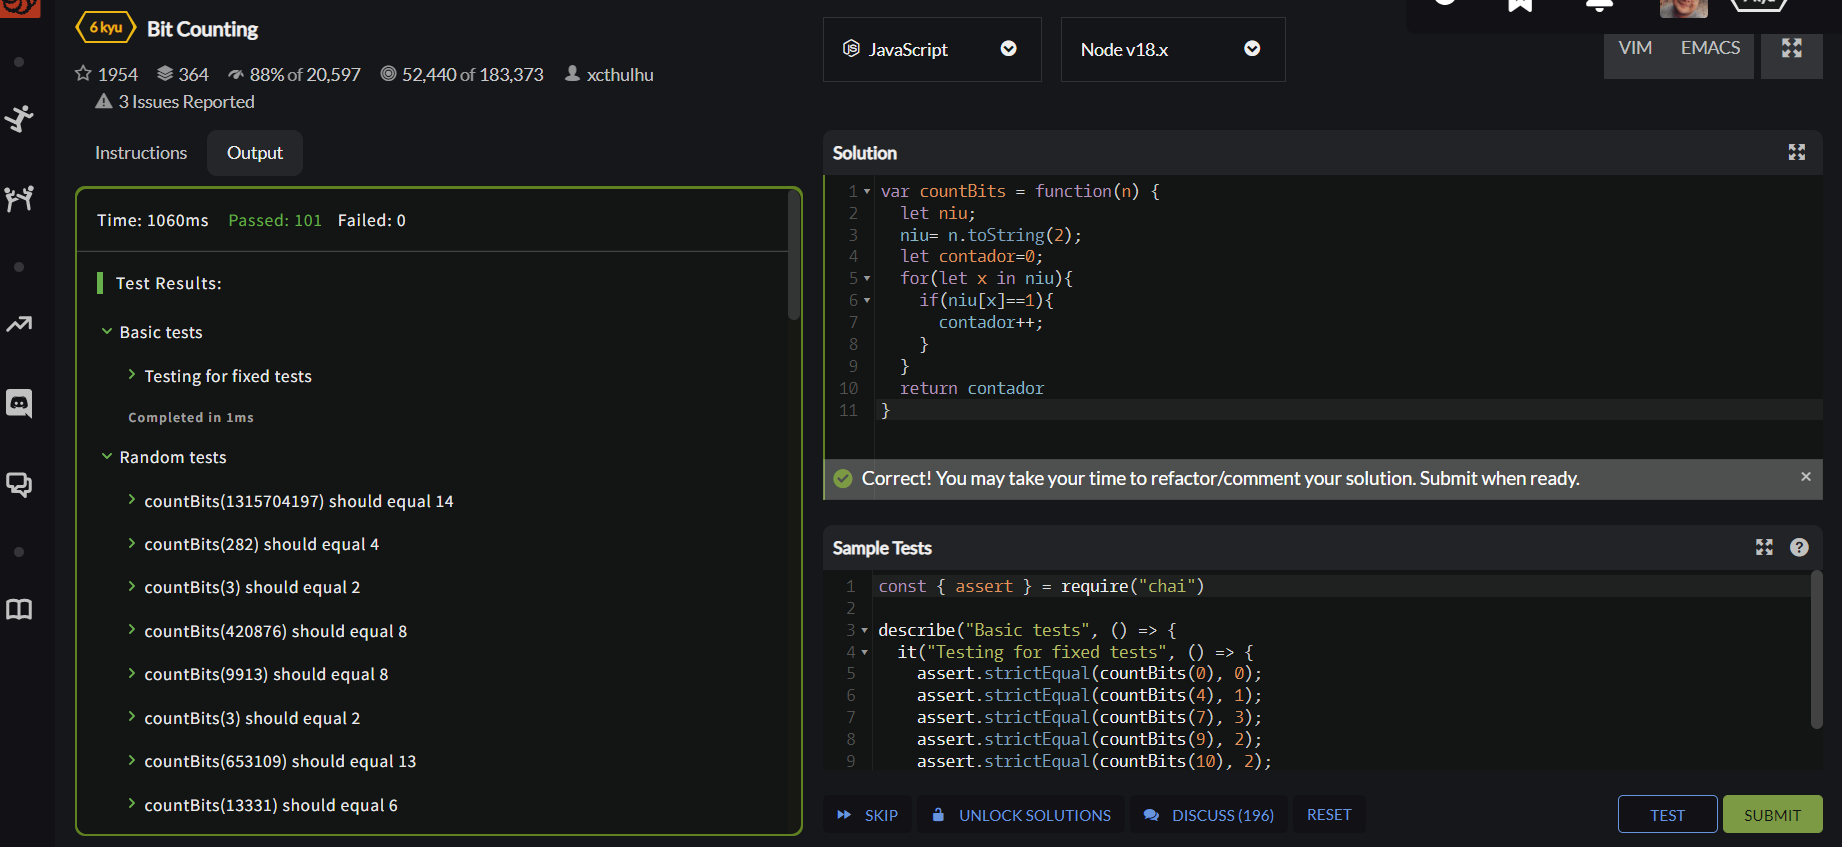 6 kyu Bit Counting
1954 364 88% of 20,597 52,440 of 183,373 xcthulhu
3 Issues Reported
Instructions Output
Time: 1060ms Passed: 101 Failed: 0
Test Results:
Basic tests
Testing for fixed tests
Completed in 1ms
Random tests
countBits(1315704197) should equal 14
countBits(282) should equal 4
countBits(3) should equal 2
countBits(420876) should equal 8
countBits(9913) should equal 8
countBits(3) should equal 2
countBits(653109) should equal 13
countBits(13331) should equal 6
JavaScript Node v18.x VIM EMACS
Solution
1 var countBits = function(n) {
2 let niu;
3 niu= n.toString(2);
4 let contador=0;
5 for(let x in niu){
6 if(niu[x]==1){
7 contador++;
8 }
9 }
10 return contador
11 }
Correct! You may take your time to refactor/comment your solution. Submit when ready. ×
Sample Tests ?
1 const { assert } = require("chai")
2
3 describe("Basic tests", () => {
4 it("Testing for fixed tests", () => {
5 assert.strictEqual(countBits(0), 0);
6 assert.strictEqual(countBits(4), 1);
7 assert.strictEqual(countBits(7), 3);
8 assert.strictEqual(countBits(9), 2);
9 assert.strictEqual(countBits(10), 2);
SKIP UNLOCK SOLUTIONS DISCUSS (196) RESET TEST SUBMIT